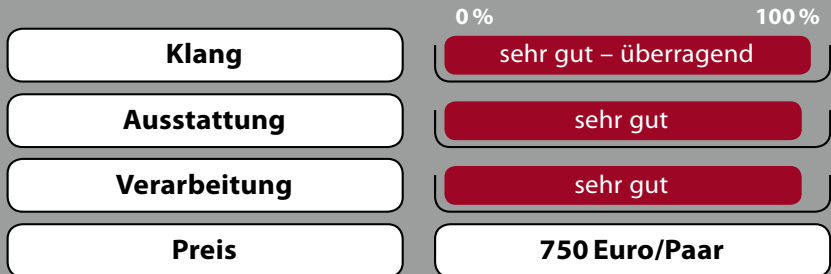 0 % 100 %
Klang sehr gut – überragend
Ausstattung sehr gut
Verarbeitung sehr gut
Preis 750 Euro/Paar